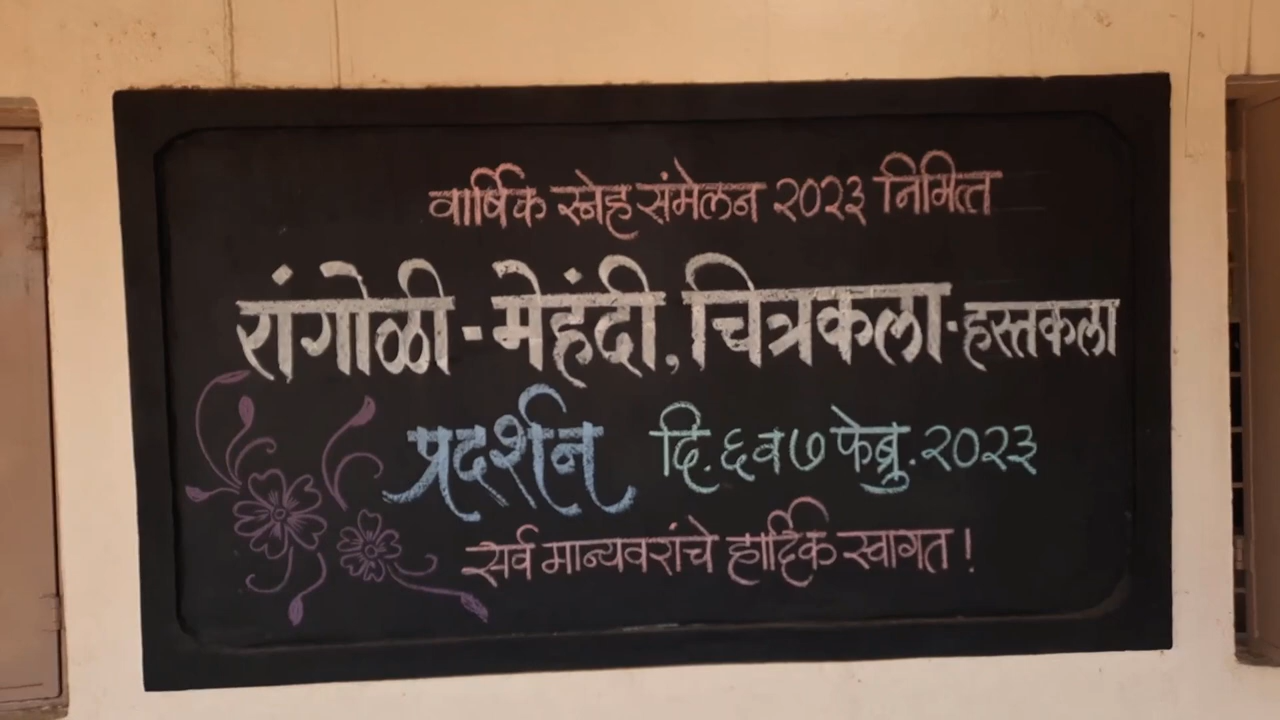 वार्षिक स्नेह संमेलन २०२३ निमित्त
रांगोळी - मेहंदी, चित्रकला - हस्तकला
प्रदर्शन दि. ६ व ७ फेब्रु. २०२३
सर्व मान्यवरांचे हार्दिक स्वागत !